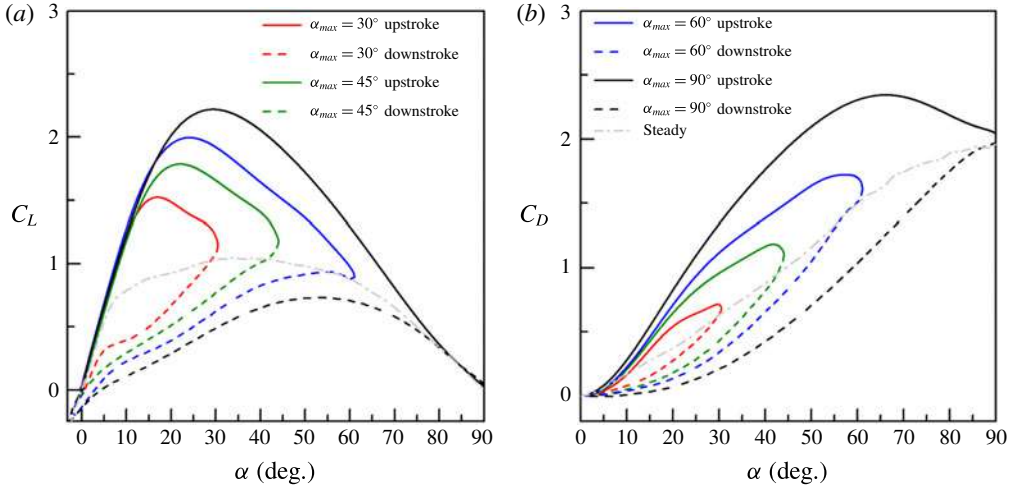 (a)
3
2
1
0
C_L
0 10 20 30 40 50 60 70 80 90
α (deg.)
α_max = 30° upstroke
α_max = 30° downstroke
α_max = 45° upstroke
α_max = 45° downstroke
(b)
3
2
1
0
C_D
0 10 20 30 40 50 60 70 80 90
α (deg.)
α_max = 60° upstroke
α_max = 60° downstroke
α_max = 90° upstroke
α_max = 90° downstroke
Steady